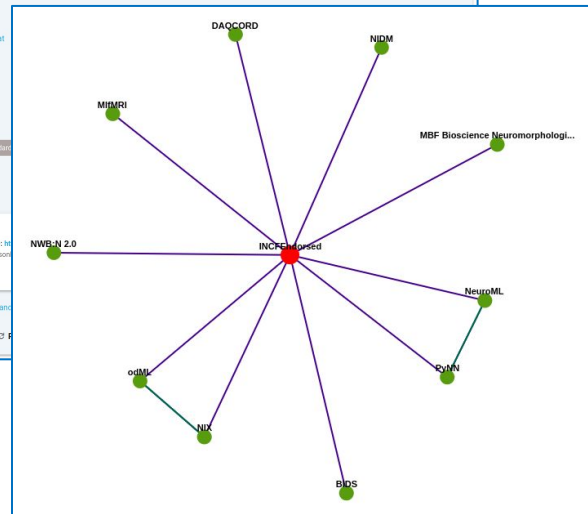 DAQCORD
NIDM
MIfMRI
MBF Bioscience Neuromorphologi...
NWB:N 2.0
INCFEndorsed
NeuroML
PyNN
odML
NIX
BIDS